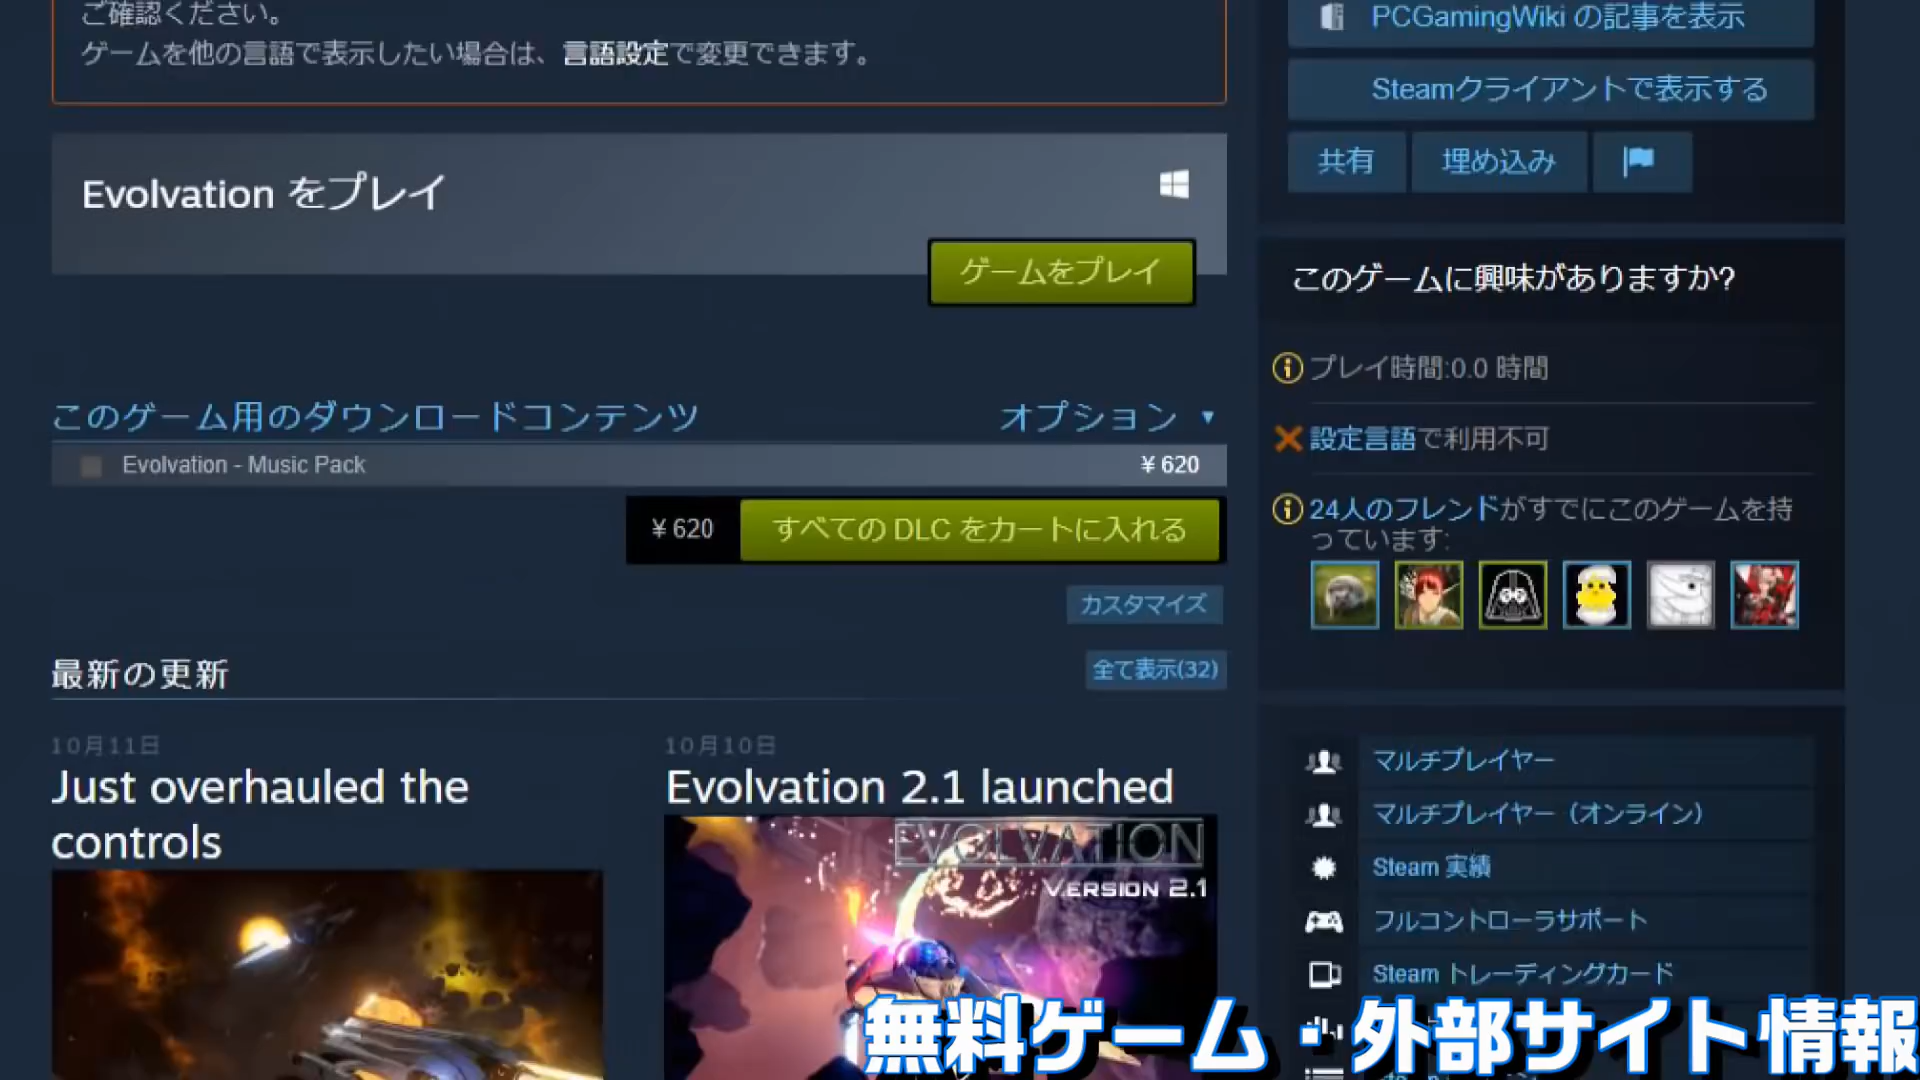 ご確認ください。
ゲームを他の言語で表示したい場合は、言語設定で変更できます。
Evolvation をプレイ
ゲームをプレイ
このゲーム用のダウンロードコンテンツ
オプション ▼
Evolvation - Music Pack
¥ 620
¥ 620
すべての DLC をカートに入れる
カスタマイズ
最新の更新
全て表示(32)
10月11日
Just overhauled the
controls
10月10日
Evolvation 2.1 launched
EVOLVATION
VERSION 2.1
PCGamingWiki の記事を表示
Steamクライアントで表示する
共有
埋め込み
このゲームに興味がありますか?
プレイ時間:0.0 時間
設定言語で利用不可
24人のフレンドがすでにこのゲームを持
っています:
マルチプレイヤー
マルチプレイヤー（オンライン）
Steam 実績
フルコントローラサポート
Steam トレーディングカード
無料ゲーム・外部サイト情報